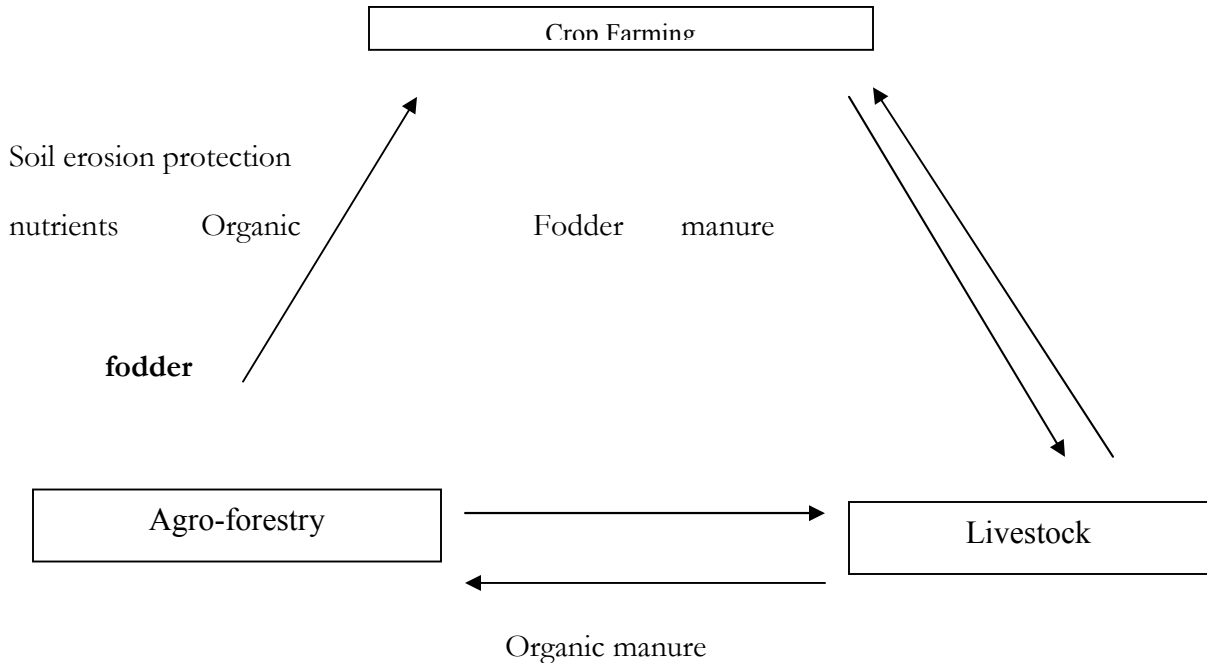 Crop Farming
Soil erosion protection
nutrients Organic Fodder manure
fodder
Agro-forestry
Livestock
Organic manure